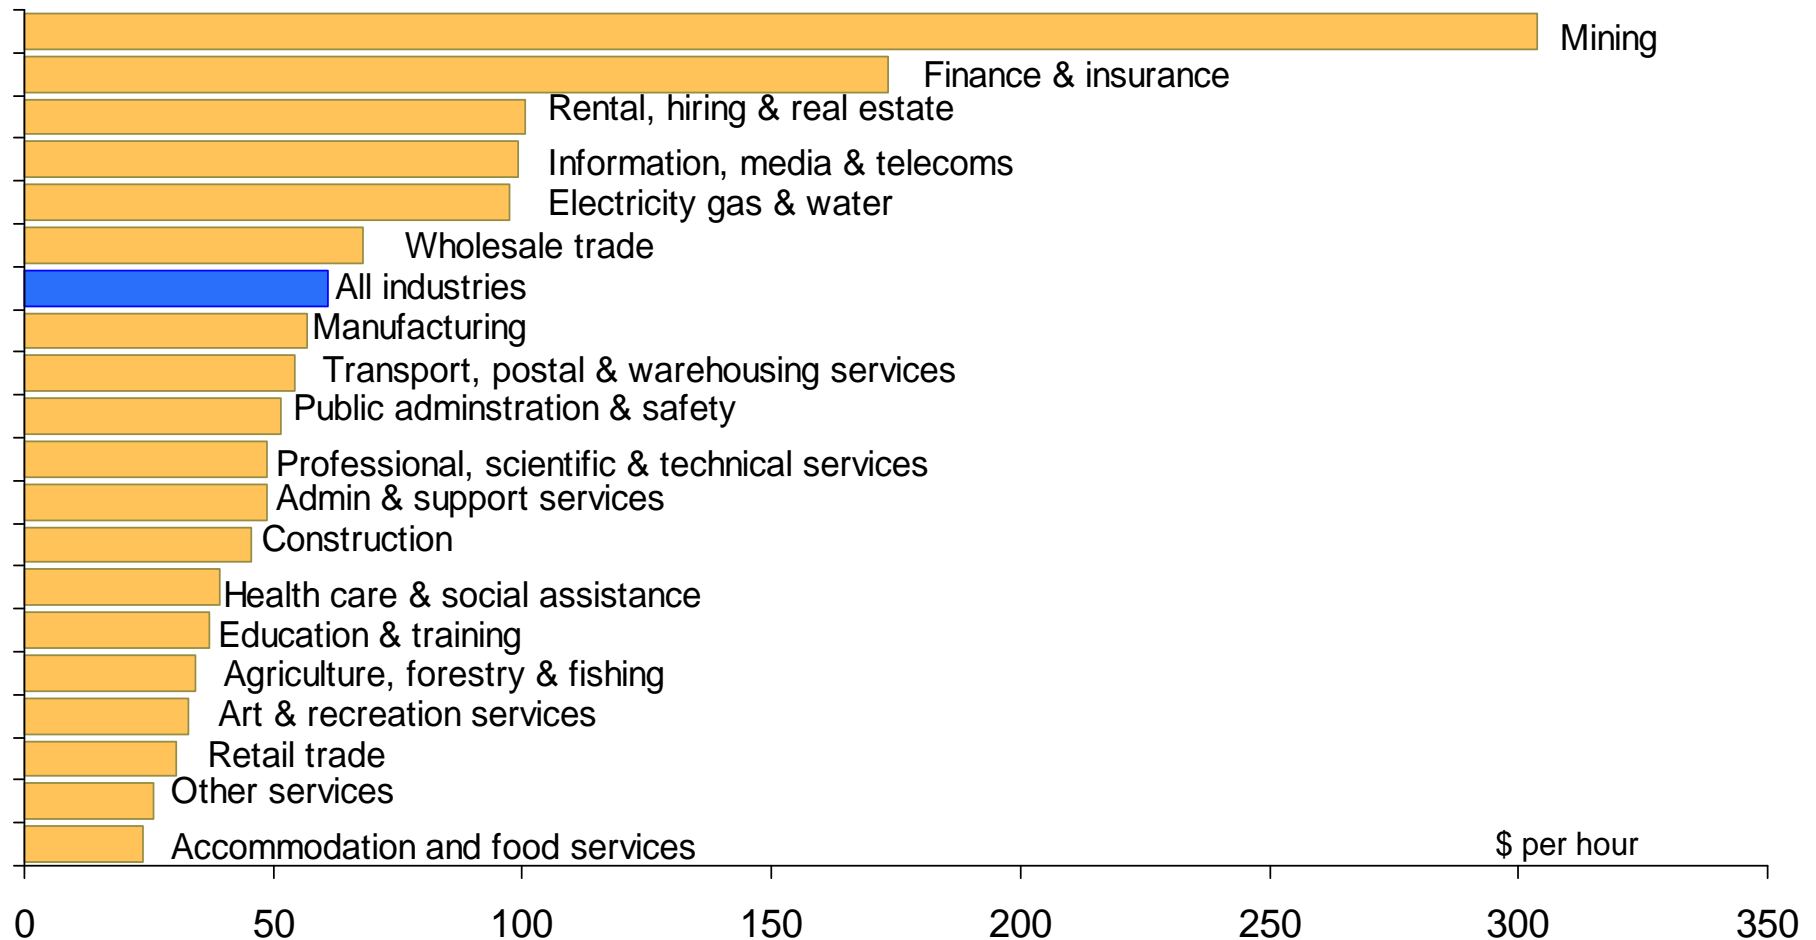 Mining
Finance & insurance
Rental, hiring & real estate
Information, media & telecoms
Electricity gas & water
Wholesale trade
All industries
Manufacturing
Transport, postal & warehousing services
Public adminstration & safety
Professional, scientific & technical services
Admin & support services
Construction
Health care & social assistance
Education & training
Agriculture, forestry & fishing
Art & recreation services
Retail trade
Other services
Accommodation and food services
$ per hour
0 50 100 150 200 250 300 350